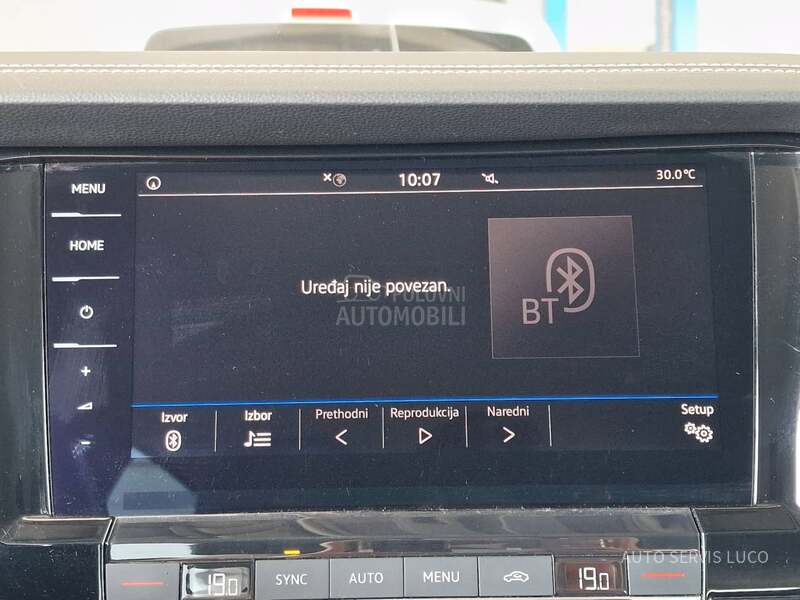 MENU
HOME
10:07
30.0°C
Uređaj nije povezan.
BT
POLOVNI
AUTOMOBILI
Izvor
Izbor
Prethodni
Reprodukcija
Naredni
Setup
19.0
SYNC
AUTO
MENU
19.0
AUTO SERVIS LUCO